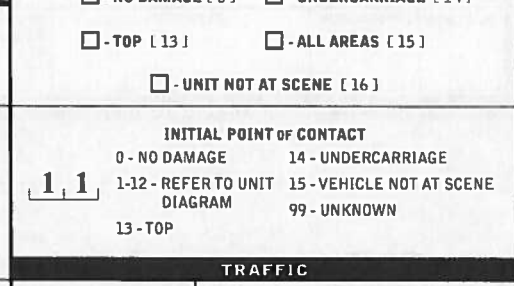 - TOP [13] - ALL AREAS [15]
- UNIT NOT AT SCENE [16]
INITIAL POINT OF CONTACT
0 - NO DAMAGE 14 - UNDERCARRIAGE
1 1 1-12 - REFER TO UNIT 15 - VEHICLE NOT AT SCENE
DIAGRAM 99 - UNKNOWN
13 - TOP
TRAFFIC